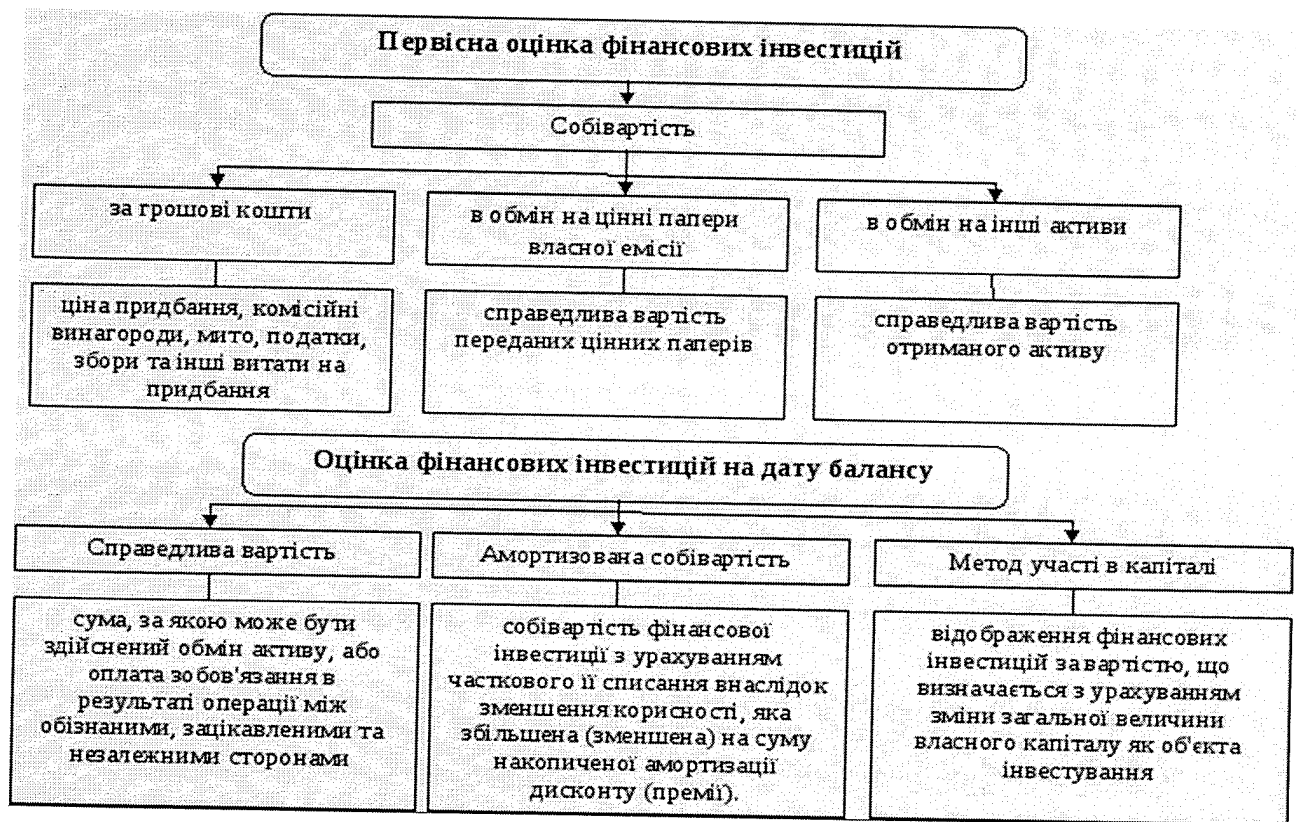 Первісна оцінка фінансових інвестицій
Собівартість
за грошові кошти
в обмін на цінні папери
власної емісії
в обмін на інші активи
ціна придбання, комісійні
винагороди, мито, податки,
збори та інші витати на
придбання
справедлива вартість
переданих цінних паперів
справедлива вартість
отриманого активу
Оцінка фінансових інвестицій на дату балансу
Справедлива вартість
Амортизована собівартість
Метод участі в капіталі
сума, за якою може бути
здійснений обмін активу, або
оплата зобов'язання в
результаті операції між
обізнаними, зацікавленими та
незалежними сторонами
собівартість фінансової
інвестиції з урахуванням
часткового її списання внаслідок
зменшення корисності, яка
збільшена (зменшена) на суму
накопиченої амортизації
дисконту (премії).
відображення фінансових
інвестицій за вартістю, що
визначається з урахуванням
зміни загальної величини
власного капіталу як об'єкта
інвестування